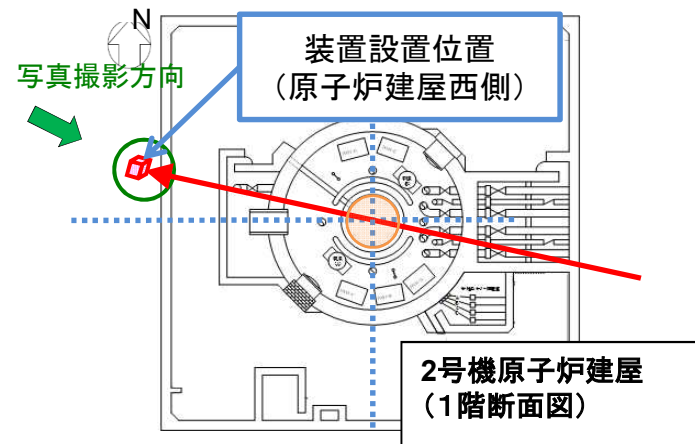 N
装置設置位置
（原子炉建屋西側）
写真撮影方向
2号機原子炉建屋
（1階断面図）